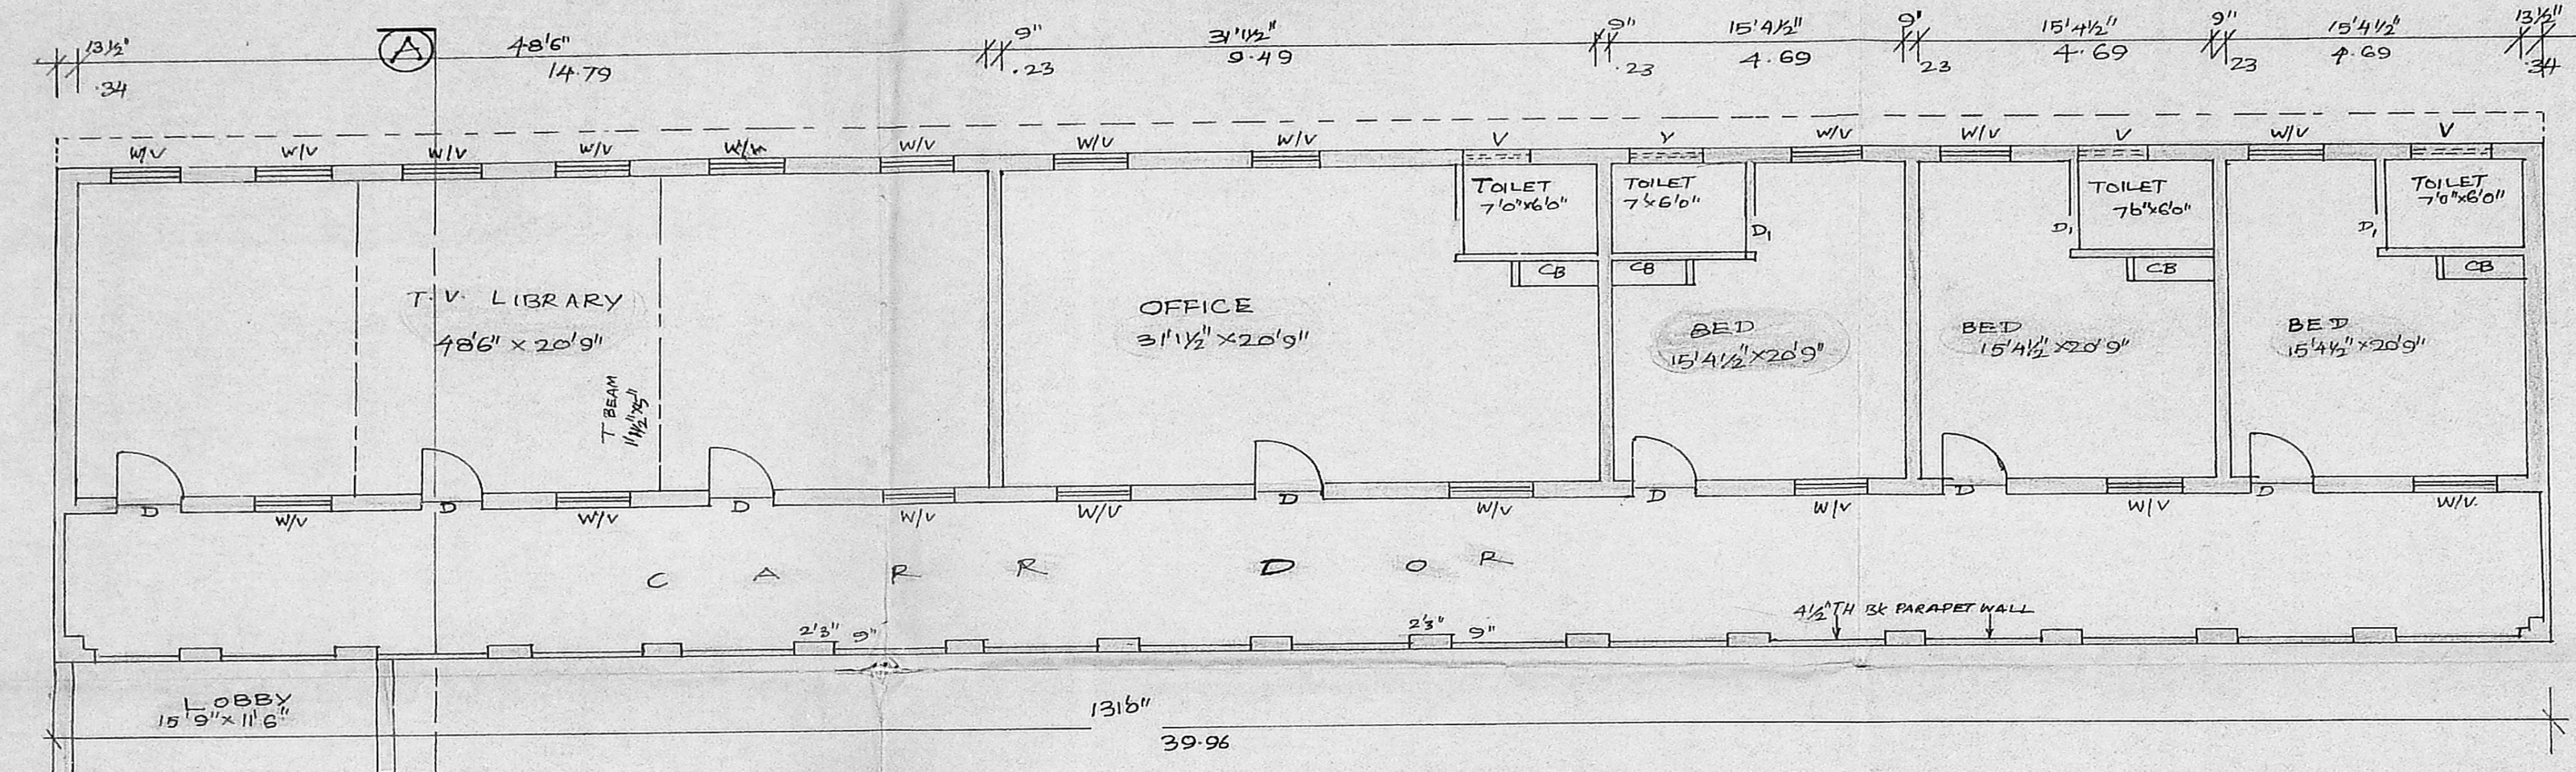 13½" 48'6" 9" 31'1½" 9" 15'4½" 9" 15'4½" 9" 15'4½" 13½"
.34 A 14.79 .23 9.49 .23 4.69 23 4.69 23 4.69 .34
W/V W/V W/V W/V W/V W/V W/V W/V V V W/V W/V V W/V V
TOILET TOILET TOILET TOILET
7'0"x6'0" 7'x6'0" 76"x6'0" 7'0"x6'0"
D1 D1 D1
CB CB CB CB
T.V. LIBRARY OFFICE BED BED BED
48'6" x 20'9" 31'1½" x 20'9" 15'4½" x 20'9" 15'4½" x 20'9" 15'4½" x 20'9"
T BEAM
D W/V D W/V D W/V W/V D W/V D W/V D W/V D W/V.
C A R R D O R
4½" TH BK PARAPET WALL
2'3" 9" 2'3" 9"
LOBBY
15'9" x 11'6"
1316"
39.96